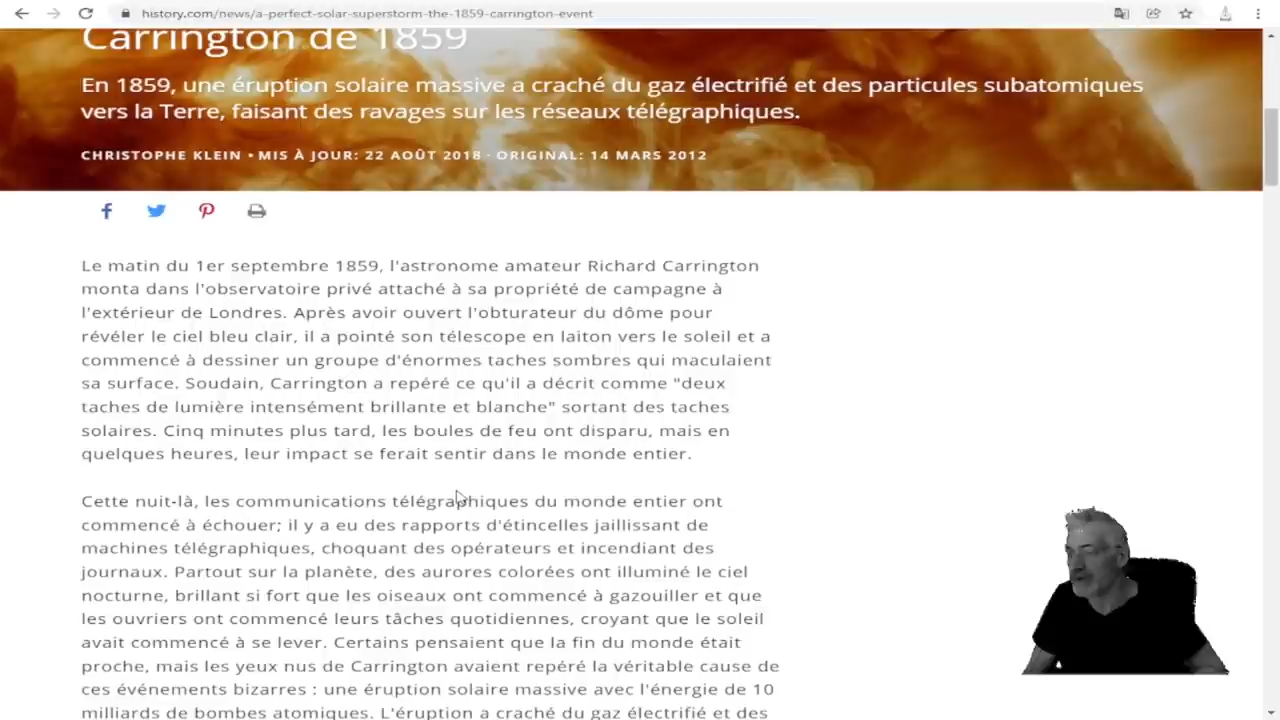 history.com/news/a-perfect-solar-superstorm-the-1859-carrington-event
Carrington de 1859
En 1859, une éruption solaire massive a craché du gaz électrifié et des particules subatomiques
vers la Terre, faisant des ravages sur les réseaux télégraphiques.
CHRISTOPHE KLEIN • MIS À JOUR: 22 AOÛT 2018 · ORIGINAL: 14 MARS 2012
Le matin du 1er septembre 1859, l'astronome amateur Richard Carrington
monta dans l'observatoire privé attaché à sa propriété de campagne à
l'extérieur de Londres. Après avoir ouvert l'obturateur du dôme pour
révéler le ciel bleu clair, il a pointé son télescope en laiton vers le soleil et a
commencé à dessiner un groupe d'énormes taches sombres qui maculaient
sa surface. Soudain, Carrington a repéré ce qu'il a décrit comme "deux
taches de lumière intensément brillante et blanche" sortant des taches
solaires. Cinq minutes plus tard, les boules de feu ont disparu, mais en
quelques heures, leur impact se ferait sentir dans le monde entier.
Cette nuit-là, les communications télégraphiques du monde entier ont
commencé à échouer; il y a eu des rapports d'étincelles jaillissant de
machines télégraphiques, choquant des opérateurs et incendiant des
journaux. Partout sur la planète, des aurores colorées ont illuminé le ciel
nocturne, brillant si fort que les oiseaux ont commencé à gazouiller et que
les ouvriers ont commencé leurs tâches quotidiennes, croyant que le soleil
avait commencé à se lever. Certains pensaient que la fin du monde était
proche, mais les yeux nus de Carrington avaient repéré la véritable cause de
ces événements bizarres : une éruption solaire massive avec l'énergie de 10
milliards de bombes atomiques. L'éruption a craché du gaz électrifié et des